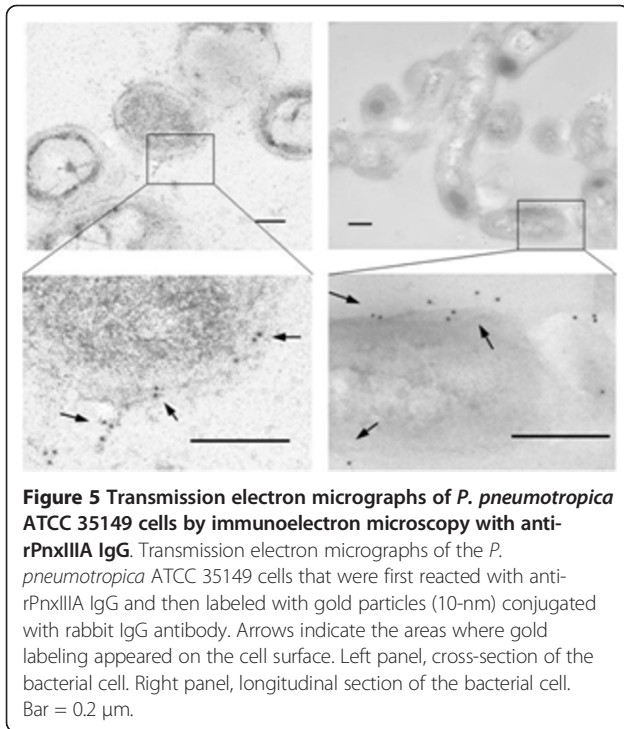 Figure 5 Transmission electron micrographs of P. pneumotropica
ATCC 35149 cells by immunoelectron microscopy with anti-
rPnxIIIA IgG. Transmission electron micrographs of the P.
pneumotropica ATCC 35149 cells that were first reacted with anti-
rPnxIIIA IgG and then labeled with gold particles (10-nm) conjugated
with rabbit IgG antibody. Arrows indicate the areas where gold
labeling appeared on the cell surface. Left panel, cross-section of the
bacterial cell. Right panel, longitudinal section of the bacterial cell.
Bar = 0.2 μm.